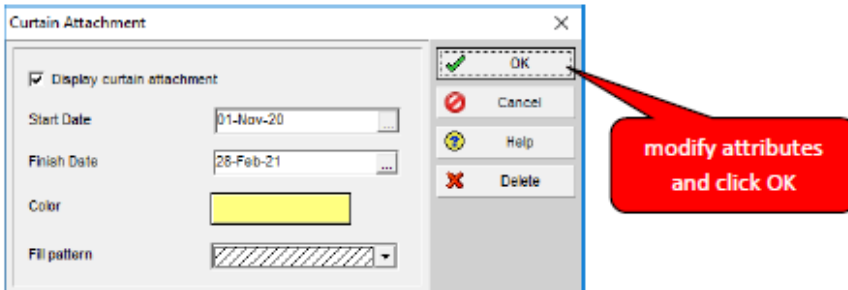 Curtain Attachment
Display curtain attachment
Start Date
01-Nov-20
...
Finish Date
28-Feb-21
...
Color
Fill pattern
OK
Cancel
Help
Delete
modify attributes
and click OK